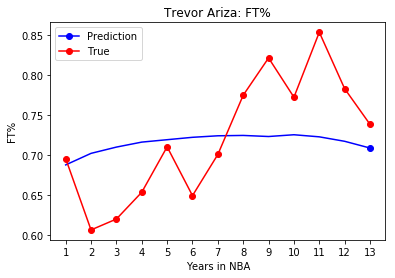 Trevor Ariza: FT%
Prediction
True
FT%
0.85
0.80
0.75
0.70
0.65
0.60
1 2 3 4 5 6 7 8 9 10 11 12 13
Years in NBA